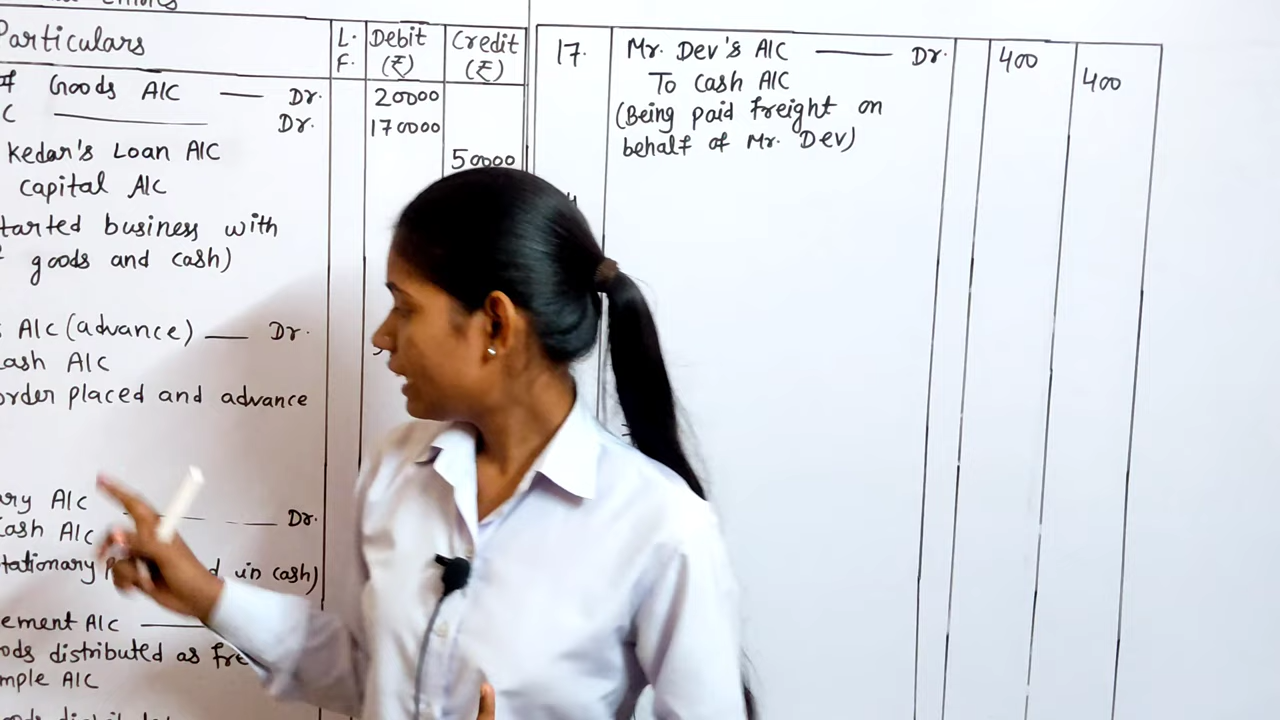 Particulars
L.
F.
Debit
(₹)
Credit
(₹)
Goods A/C —— Dr.
20000
C ———— Dr.
170000
Kedar's Loan A/C
50000
Capital A/C
tarted business with
goods and cash)
A/C (advance) —— Dr.
ash A/C
order placed and advance
ary A/C ———— Dr.
Cash A/C
tationary in cash)
ement A/C ——
ods distributed as fre
mple A/C
17.
Mr. Dev's A/C ——— Dr.
400
To Cash A/C
400
(Being paid freight on
behalf of Mr. Dev)